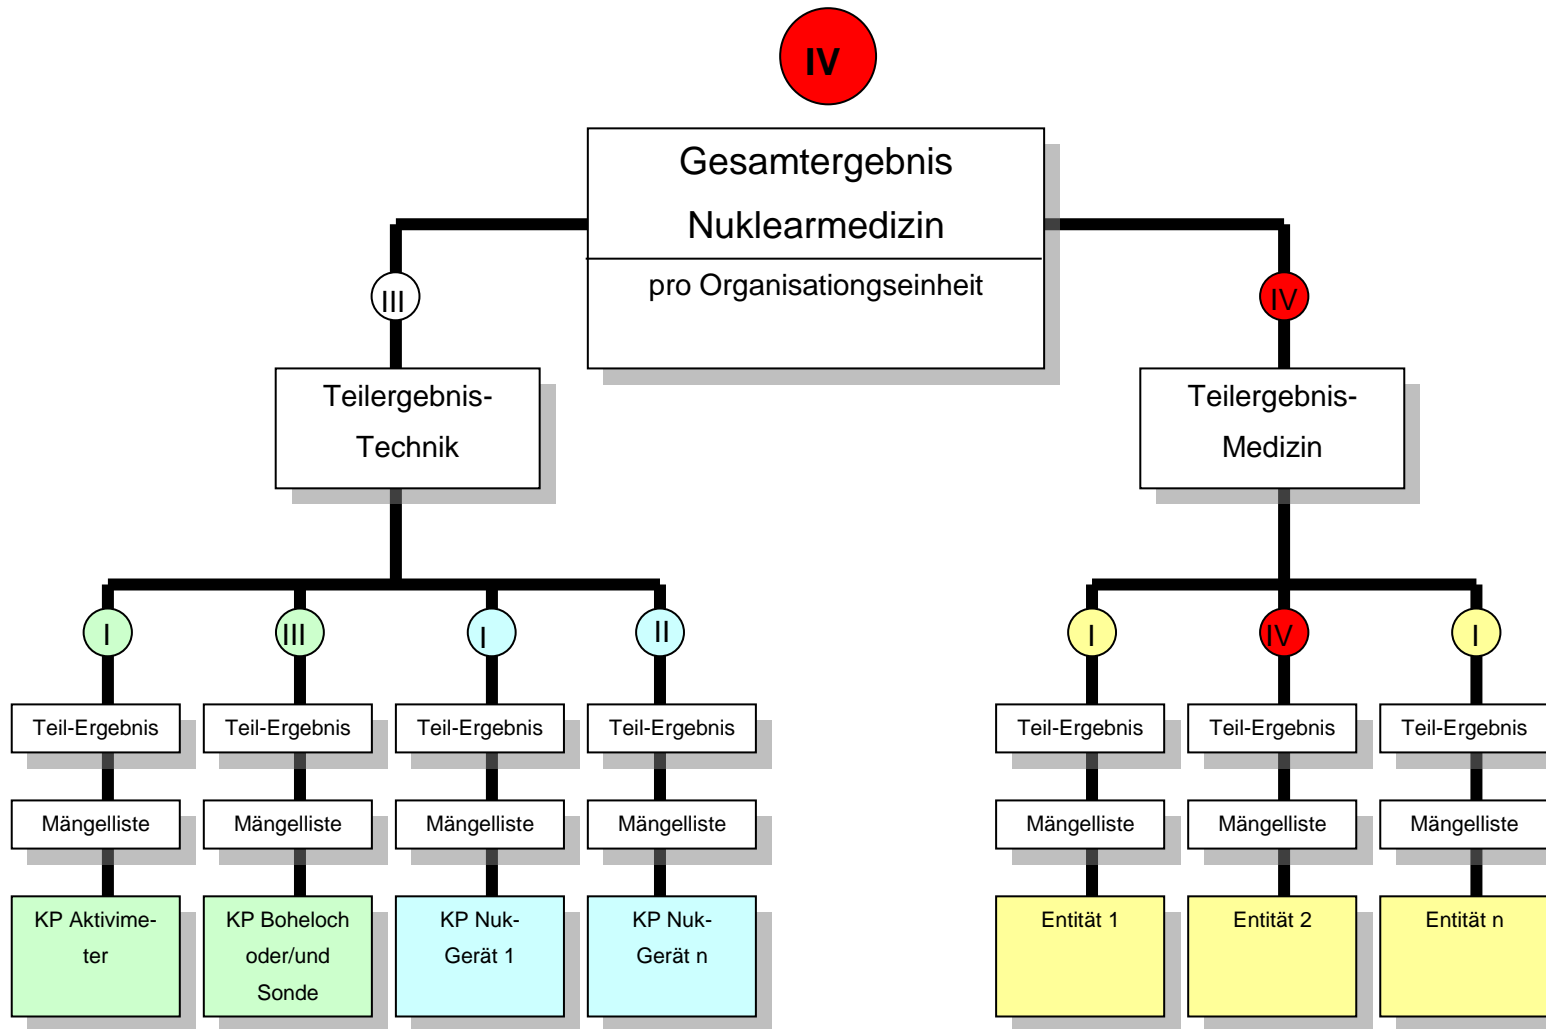 IV
Gesamtergebnis
Nuklearmedizin
pro Organisationgseinheit
III
IV
Teilergebnis-
Technik
Teilergebnis-
Medizin
I
III
I
II
I
IV
I
Teil-Ergebnis
Teil-Ergebnis
Teil-Ergebnis
Teil-Ergebnis
Teil-Ergebnis
Teil-Ergebnis
Teil-Ergebnis
Mängelliste
Mängelliste
Mängelliste
Mängelliste
Mängelliste
Mängelliste
Mängelliste
KP Aktivime-
ter
KP Boheloch
oder/und
Sonde
KP Nuk-
Gerät 1
KP Nuk-
Gerät n
Entität 1
Entität 2
Entität n